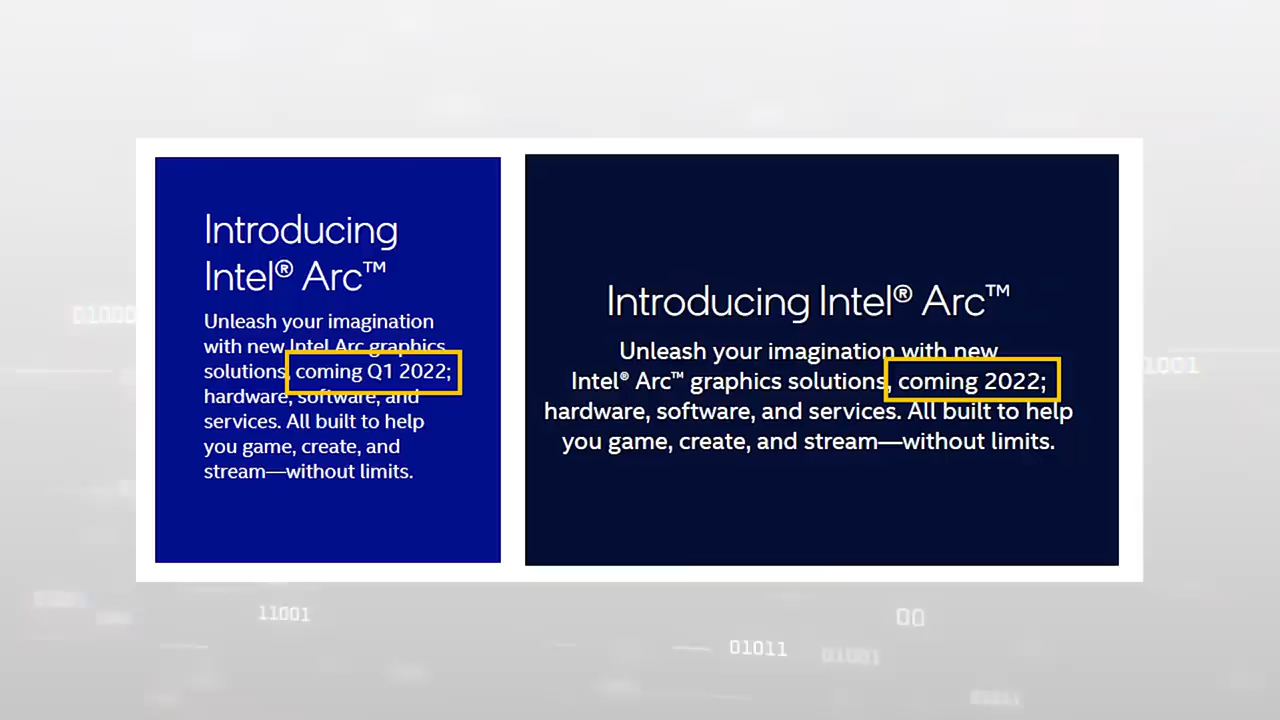 Introducing
Intel® Arc™
Unleash your imagination
with new Intel Arc graphics
solutions, coming Q1 2022;
hardware, software, and
services. All built to help
you game, create, and
stream—without limits.
Introducing Intel® Arc™
Unleash your imagination with new
Intel® Arc™ graphics solutions, coming 2022;
hardware, software, and services. All built to help
you game, create, and stream—without limits.
11001
00
01011